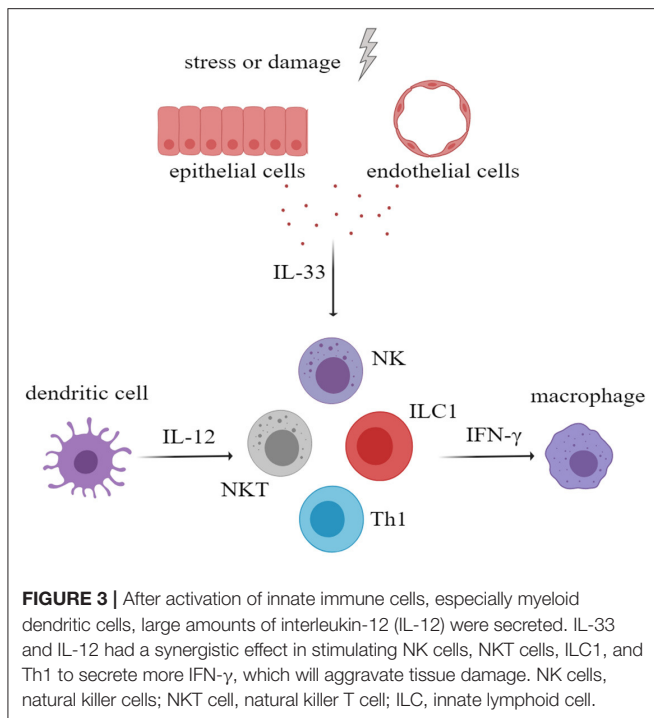 stress or damage
epithelial cells
endothelial cells
IL-33
NK
dendritic cell
macrophage
ILC1
IL-12
IFN-γ
NKT
Th1
FIGURE 3 | After activation of innate immune cells, especially myeloid
dendritic cells, large amounts of interleukin-12 (IL-12) were secreted. IL-33
and IL-12 had a synergistic effect in stimulating NK cells, NKT cells, ILC1, and
Th1 to secrete more IFN-γ, which will aggravate tissue damage. NK cells,
natural killer cells; NKT cell, natural killer T cell; ILC, innate lymphoid cell.